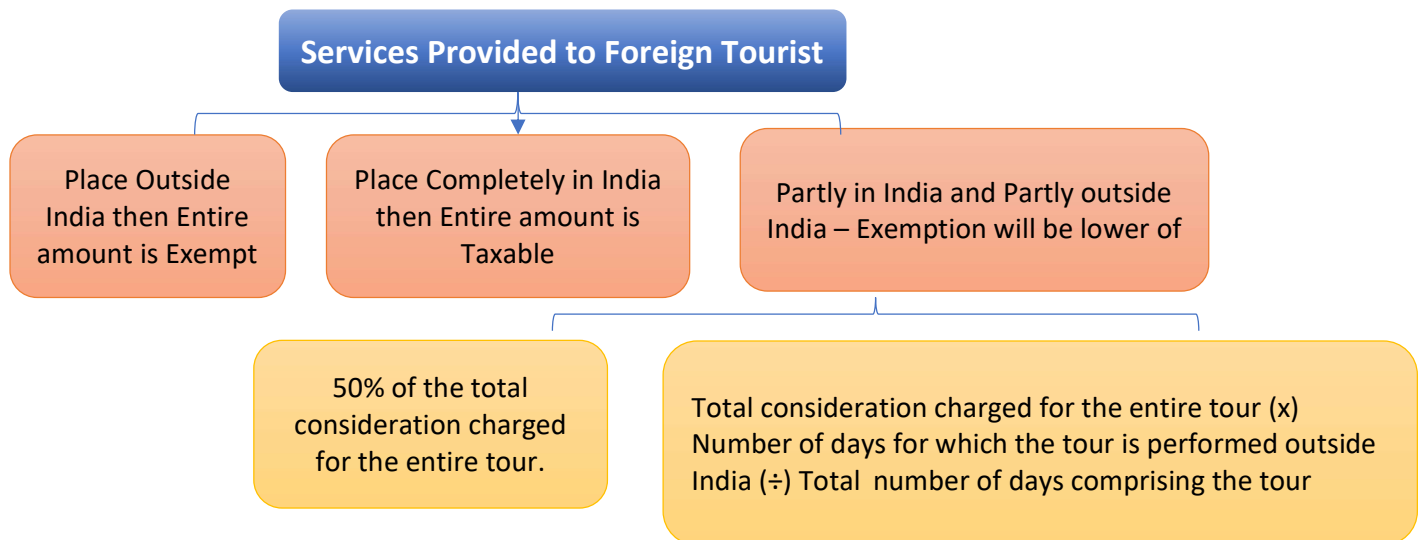 Services Provided to Foreign Tourist
Place Outside
India then Entire
amount is Exempt
Place Completely in India
then Entire amount is
Taxable
Partly in India and Partly outside
India – Exemption will be lower of
50% of the total
consideration charged
for the entire tour.
Total consideration charged for the entire tour (x)
Number of days for which the tour is performed outside
India (÷) Total number of days comprising the tour